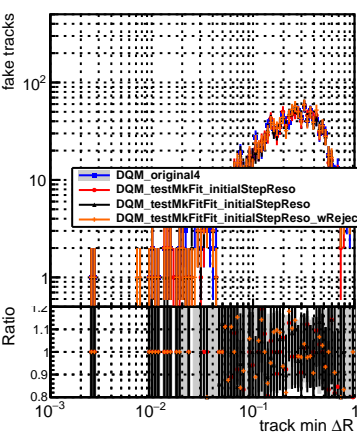 fake tracks
10²
10
1
DQM_original4
DQM_testMkFit_initialStepReso
DQM_testMkFitFit_initialStepReso
DQM_testMkFitFit_initialStepReso_wRejec
Ratio
1.2
1.1
1
0.9
0.8
10⁻³ 10⁻² 10⁻¹ 1
track min ΔR